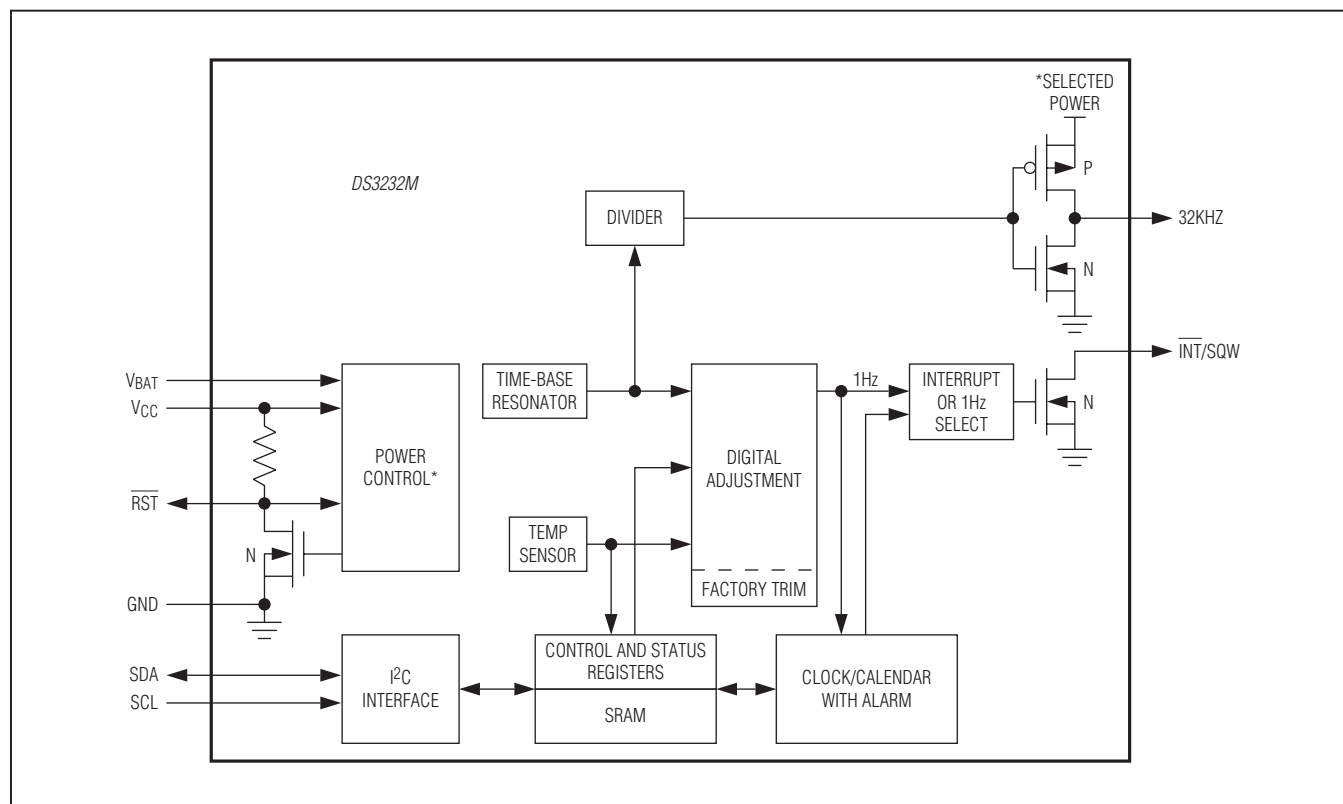 *SELECTED
POWER
P
DS3232M
DIVIDER
32KHZ
N
INT/SQW
VBAT
VCC
TIME-BASE
RESONATOR
1Hz
INTERRUPT
OR 1Hz
SELECT
N
POWER
CONTROL*
DIGITAL
ADJUSTMENT
RST
TEMP
SENSOR
N
FACTORY TRIM
GND
CONTROL AND STATUS
REGISTERS
SDA
I2C
INTERFACE
CLOCK/CALENDAR
WITH ALARM
SCL
SRAM